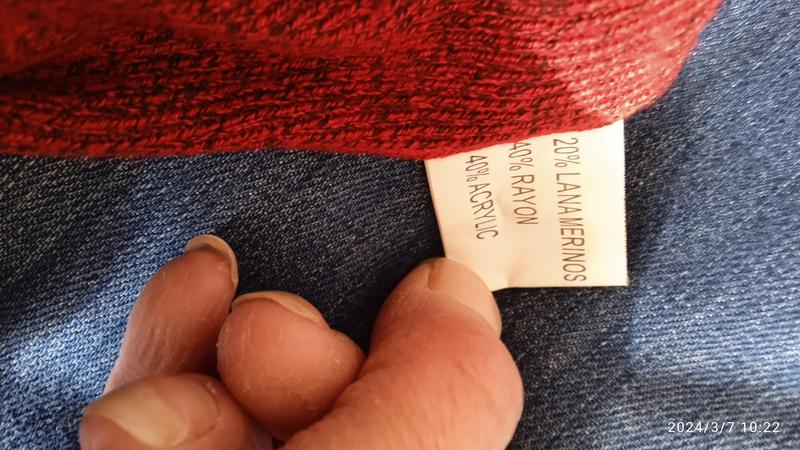 20% LANA MERINOS
40% RAYON
40% ACRYLIC
2024/3/7 10:22